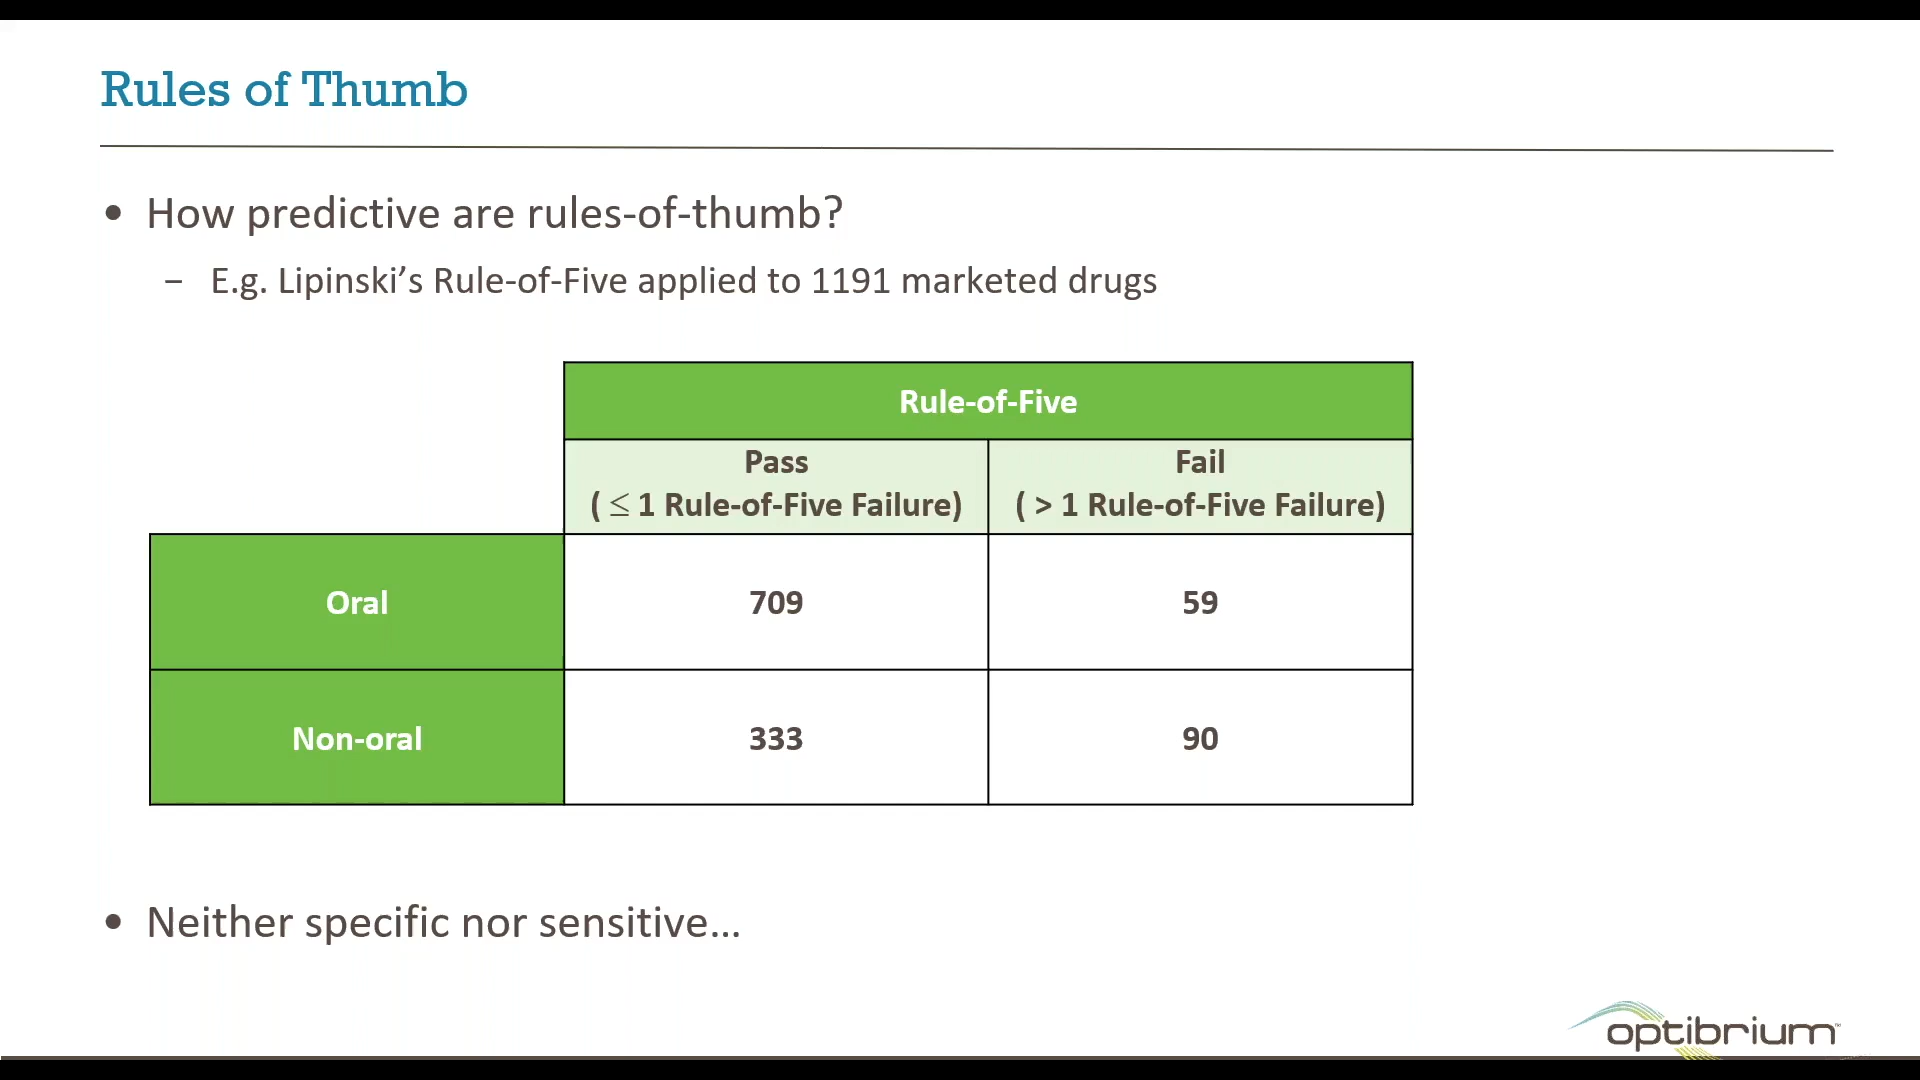 Rules of Thumb
• How predictive are rules-of-thumb?
– E.g. Lipinski’s Rule-of-Five applied to 1191 marketed drugs
Rule-of-Five
Pass
( ≤ 1 Rule-of-Five Failure)
Fail
( > 1 Rule-of-Five Failure)
Oral
709
59
Non-oral
333
90
• Neither specific nor sensitive…
optibrium™